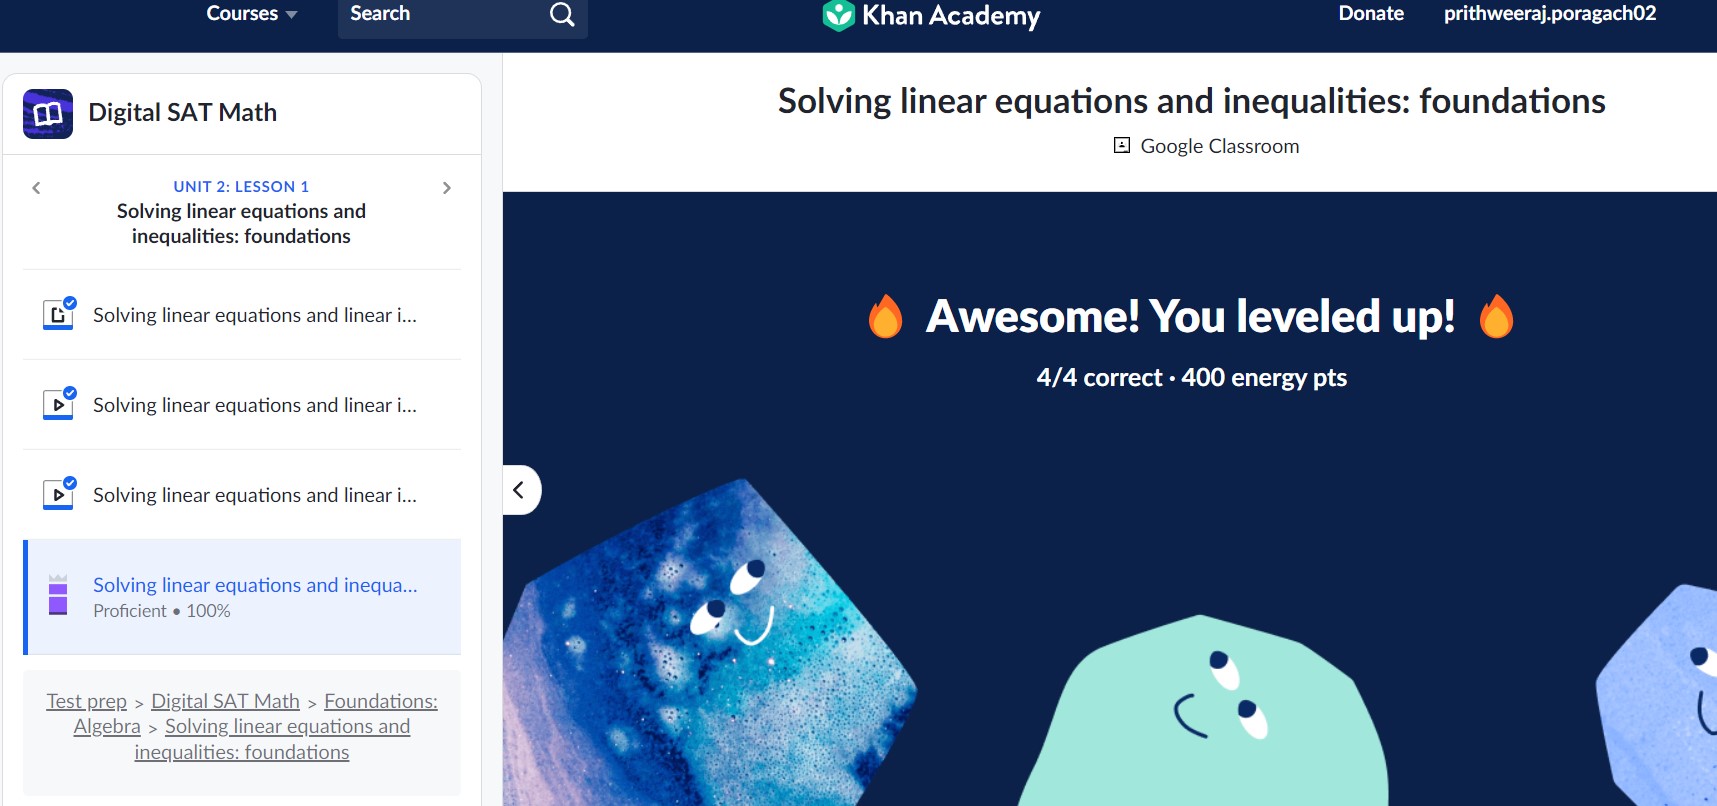 Courses
Search
Khan Academy
Donate
prithweeraj.poragach02
Digital SAT Math
UNIT 2: LESSON 1
Solving linear equations and
inequalities: foundations
Solving linear equations and linear i...
Solving linear equations and linear i...
Solving linear equations and linear i...
Solving linear equations and inequa...
Proficient • 100%
Test prep > Digital SAT Math > Foundations:
Algebra > Solving linear equations and
inequalities: foundations
Solving linear equations and inequalities: foundations
Google Classroom
Awesome! You leveled up!
4/4 correct · 400 energy pts